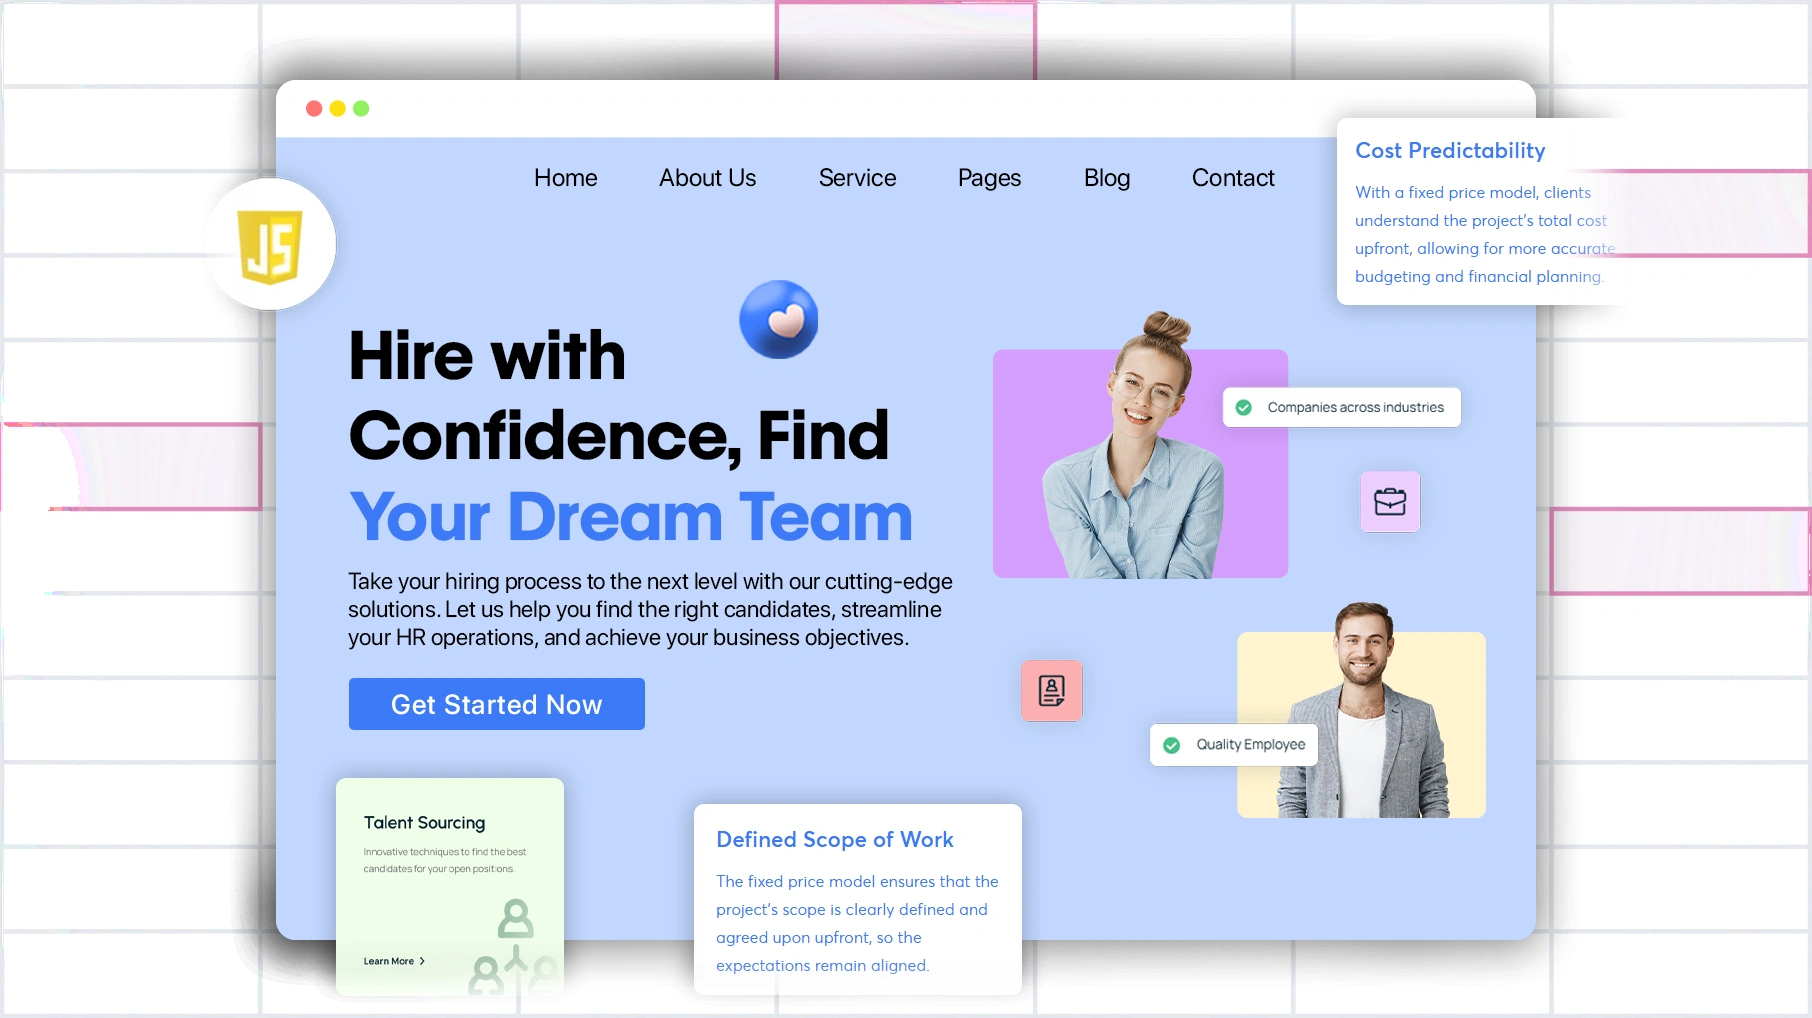 Home About Us Service Pages Blog Contact
Cost Predictability
With a fixed price model, clients
understand the project's total cost
upfront, allowing for more accurate
budgeting and financial planning.
JS
Hire with
Confidence, Find
Your Dream Team
Take your hiring process to the next level with our cutting-edge
solutions. Let us help you find the right candidates, streamline
your HR operations, and achieve your business objectives.
Get Started Now
Companies across industries
Quality Employee
Talent Sourcing
Innovative techniques to find the best
candidates for your open positions.
Learn More
Defined Scope of Work
The fixed price model ensures that the
project's scope is clearly defined and
agreed upon upfront, so the
expectations remain aligned.